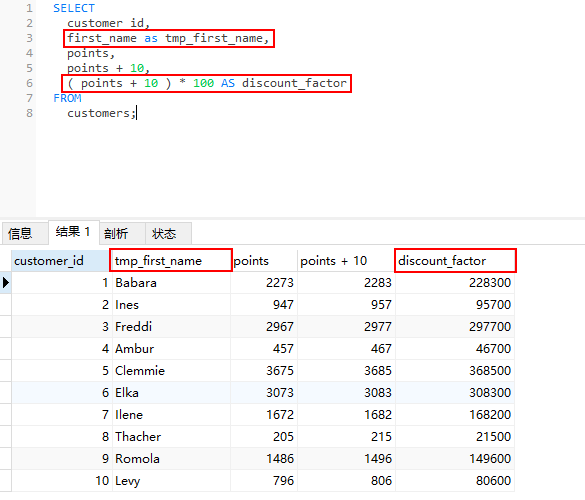 1 SELECT
2 customer_id,
3 first_name as tmp_first_name,
4 points,
5 points + 10,
6 ( points + 10 ) * 100 AS discount_factor
7 FROM
8 customers;
信息 结果 1 剖析 状态
customer_id tmp_first_name points points + 10 discount_factor
1 Babara 2273 2283 228300
2 Ines 947 957 95700
3 Freddi 2967 2977 297700
4 Ambur 457 467 46700
5 Clemmie 3675 3685 368500
6 Elka 3073 3083 308300
7 Ilene 1672 1682 168200
8 Thacher 205 215 21500
9 Romola 1486 1496 149600
10 Levy 796 806 80600